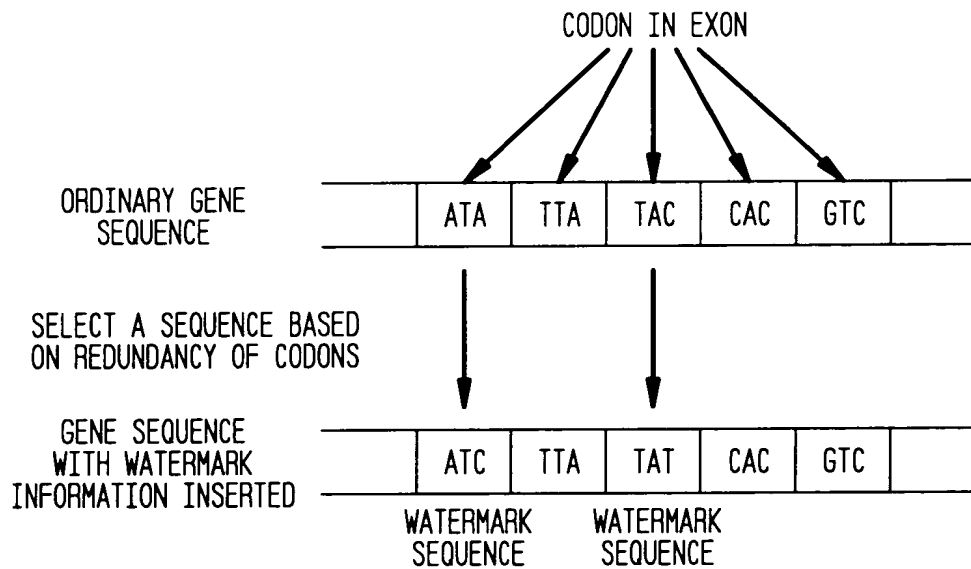 CODON IN EXON
ORDINARY GENE
SEQUENCE
ATA TTA TAC CAC GTC
SELECT A SEQUENCE BASED
ON REDUNDANCY OF CODONS
GENE SEQUENCE
WITH WATERMARK
INFORMATION INSERTED
ATC TTA TAT CAC GTC
WATERMARK SEQUENCE
WATERMARK SEQUENCE